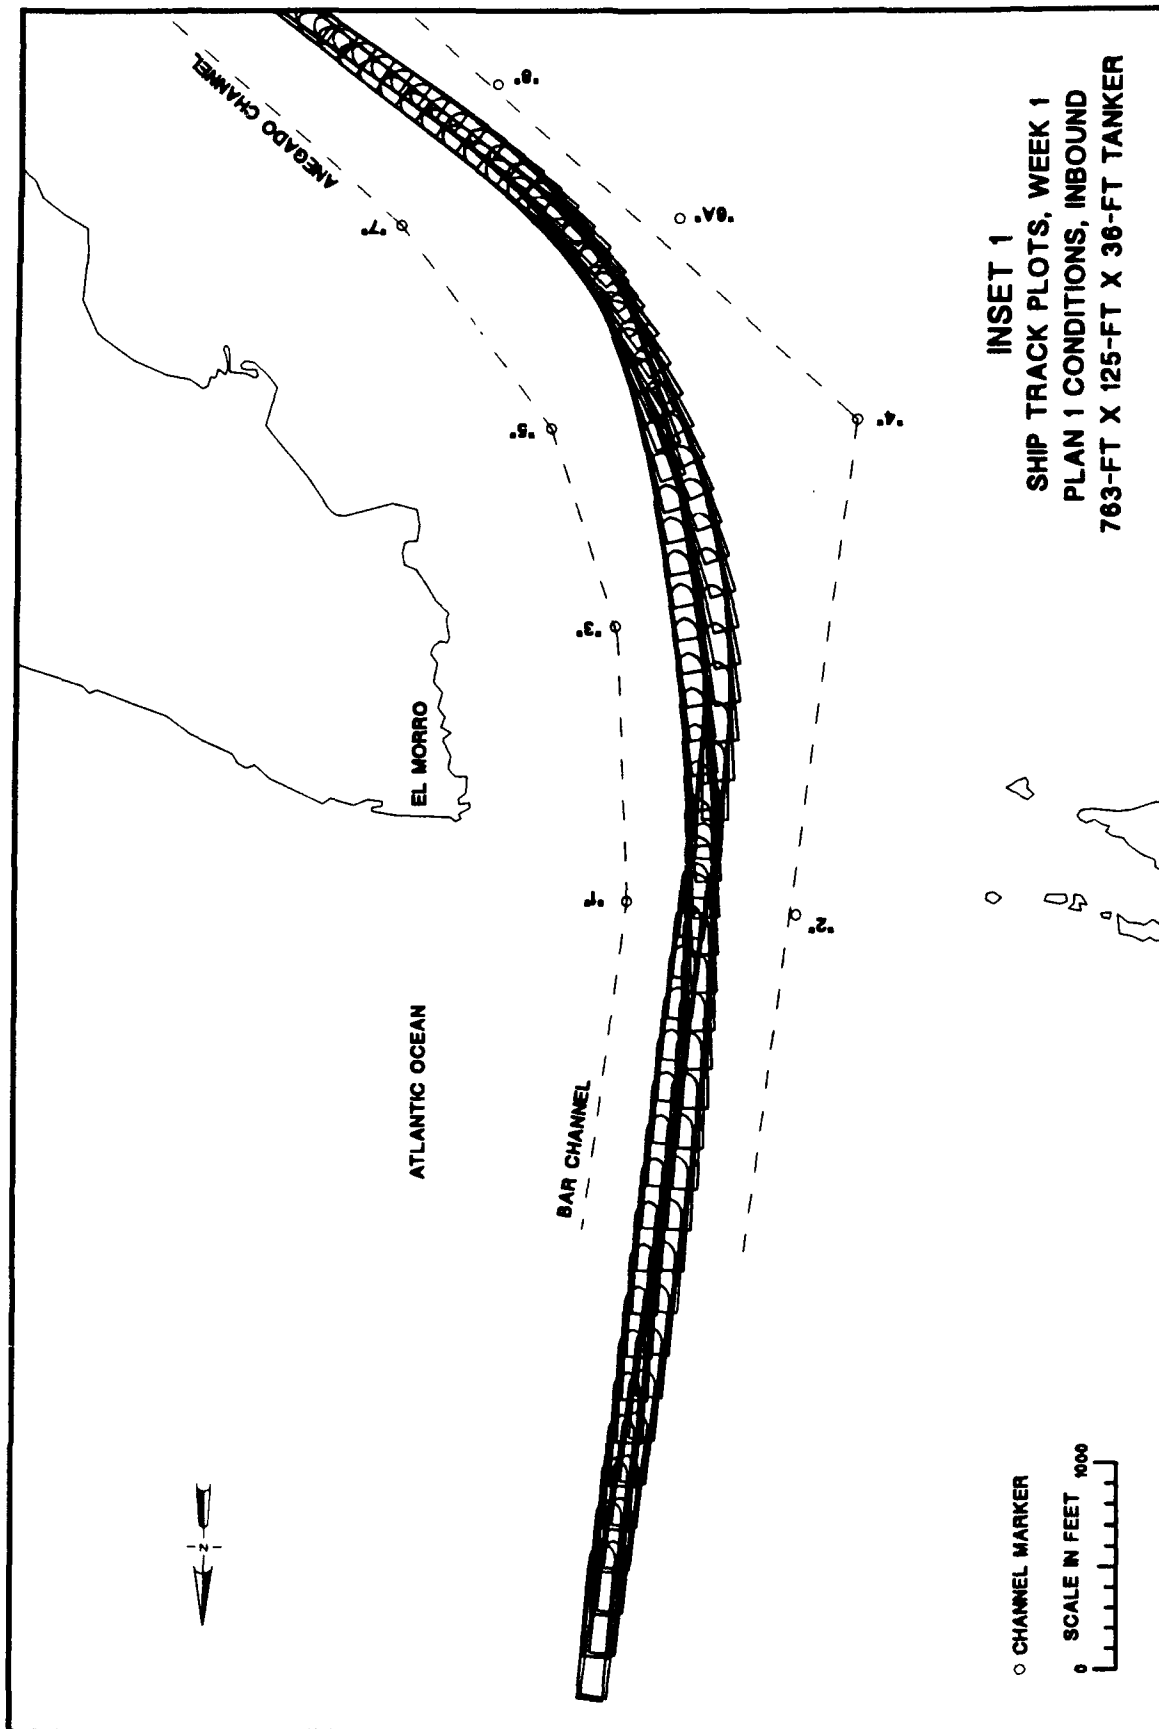 ANEGADO CHANNEL
"8"
"7"
"6A"
"5"
"4"
"3"
EL MORRO
"1"
"2"
ATLANTIC OCEAN
BAR CHANNEL
N
INSET 1
SHIP TRACK PLOTS, WEEK 1
PLAN 1 CONDITIONS, INBOUND
763-FT X 125-FT X 36-FT TANKER
CHANNEL MARKER
SCALE IN FEET
0 1000